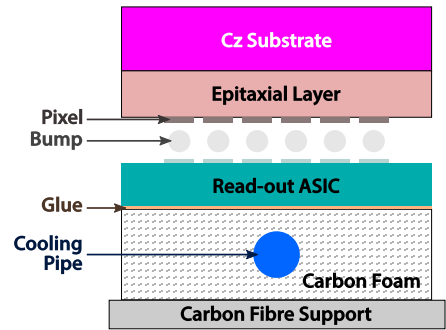 Cz Substrate
Epitaxial Layer
Pixel
Bump
Read-out ASIC
Glue
Cooling
Pipe
Carbon Foam
Carbon Fibre Support